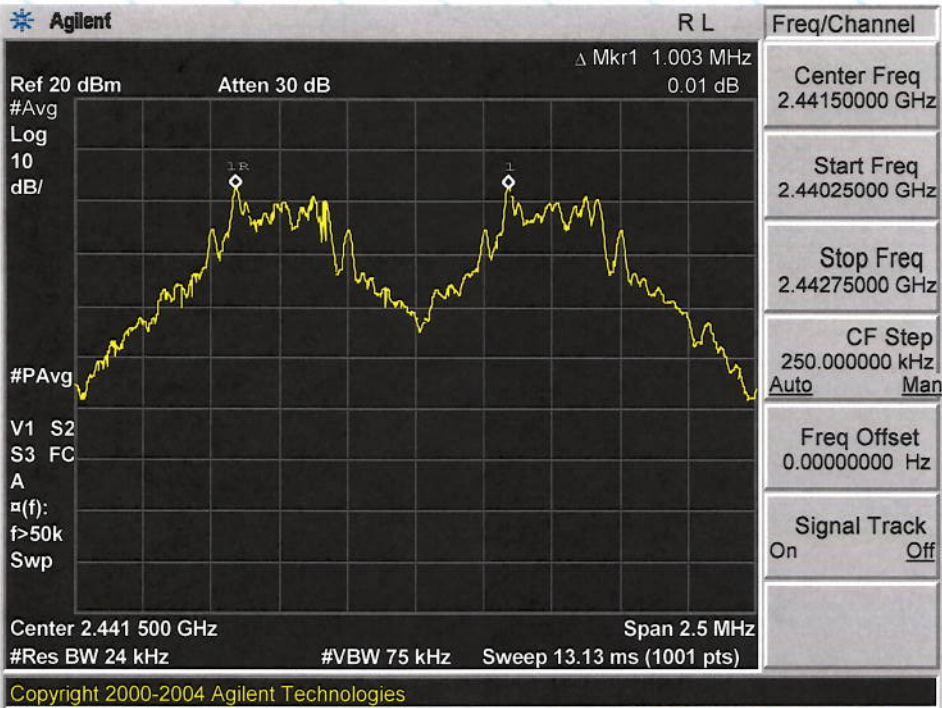 Agilent
R L
Freq/Channel
Δ Mkr1 1.003 MHz
Ref 20 dBm Atten 30 dB 0.01 dB
#Avg
Log
10
dB/
1R
1
#PAvg
V1 S2
S3 FC
A
¤(f):
f>50k
Swp
Center 2.441 500 GHz Span 2.5 MHz
#Res BW 24 kHz #VBW 75 kHz Sweep 13.13 ms (1001 pts)
Copyright 2000-2004 Agilent Technologies
Center Freq
2.44150000 GHz
Start Freq
2.44025000 GHz
Stop Freq
2.44275000 GHz
CF Step
250.000000 kHz
Auto Man
Freq Offset
0.00000000 Hz
Signal Track
On Off